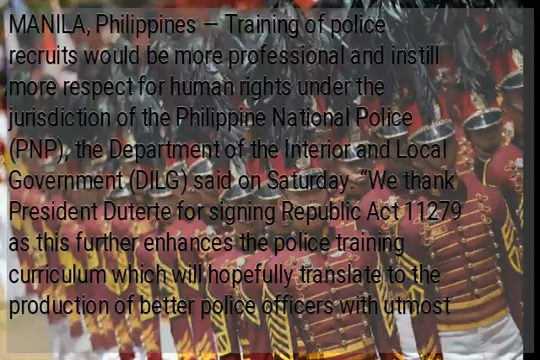 MANILA, Philippines — Training of police
recruits would be more professional and instill
more respect for human rights under the
jurisdiction of the Philippine National Police
(PNP), the Department of the Interior and Local
Government (DILG) said on Saturday. “We thank
President Duterte for signing Republic Act 11279
as this further enhances the police training
curriculum which will hopefully translate to the
production of better police officers with utmost